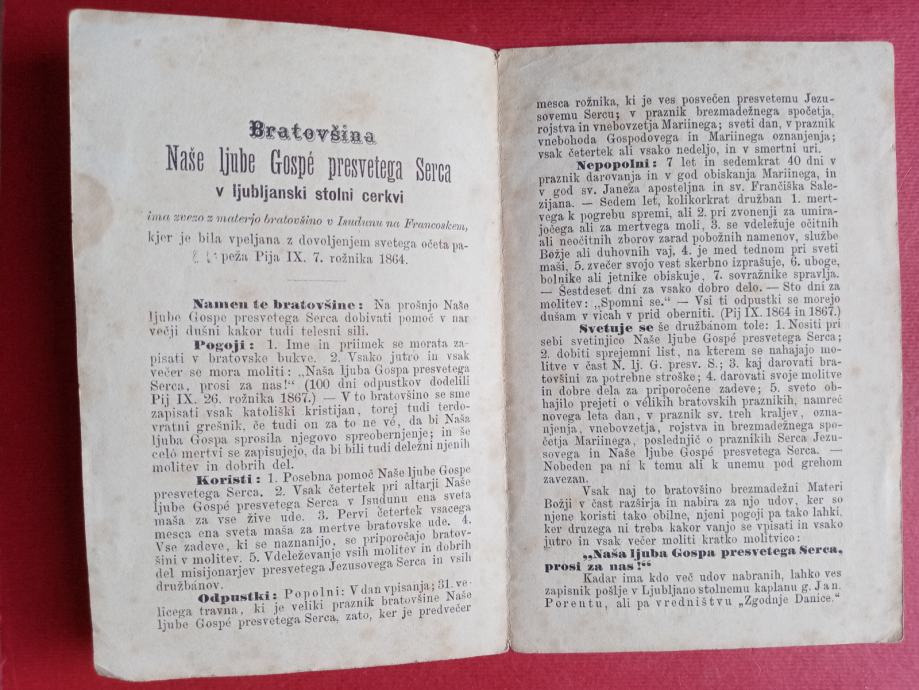 Bratovšina
Naše ljube Gospé presvetega Serca
v ljubljanski stolni cerkvi
ima zvezo z materjo bratovšino v Isudunu na Francoskem,
kjer je bila vpeljana z dovoljenjem svetega očeta pa-
peža Pija IX. 7. rožnika 1864.
Namen te bratovšine: Na prošnjo Naše
ljube Gospe presvetega Serca dobivati pomoč v nar
večji dušni kakor tudi telesni sili.
Pogoji: 1. Ime in priimek se morata za-
pisati v bratovske bukve. 2. Vsako jutro in vsak
večer se mora moliti: „Naša ljuba Gospa presvetega
Serca, prosi za nas!“ (100 dni odpustkov dodelili
Pij IX. 26. rožnika 1867.) — V to bratovšino se sme
zapisati vsak katoliški kristijan, torej tudi terdo-
vratni grešnik, če tudi on za to ne vé, da bi Naša
ljuba Gospa sprosila njegovo spreobernjenje; in še
celó mertvi se zapisujejo, da bi bili tudi deležni njenih
molitev in dobrih del.
Koristi: 1. Posebna pomoč Naše ljube Gospe
presvetega Serca. 2. Vsak četertek pri altarji Naše
ljube Gospé presvetega Serca v Isudunu ena sveta
maša za vse žive ude. 3. Pervi četertek vsacega
mesca ena sveta maša za mertve bratovske ude. 4.
Vse zadeve, ki se naznanijo, se priporočajo bratov-
šini v molitev. 5. Vdeleževanje vsih molitev in dobrih
del misijonarjev presvetega Jezusovega Serca in vsih
družbánov.
Odpustki: Popolni: V dan vpisanja; 31. ve-
licega travna, ki je veliki praznik bratovšine Naše
ljube Gospé presvetega Serca, zato, ker je predvečer
mesca rožnika, ki je ves posvečen presvetemu Jezu-
sovemu Sercu; v praznik brezmadežnega spočetja,
rojstva in vnebovzetja Mariinega; sveti dan, v praznik
vnebohoda Gospodovega in Mariinega oznanjenja;
vsak četertek ali vsako nedeljo, in v smertni uri.
Nepopolni: 7 let in sedemkrat 40 dni v
praznik darovanja in v god obiskanja Mariinega, in
v god sv. Janeza aposteljna in sv. Frančiška Sale-
zijana. — Sedem let, kolikorkrat družban 1. mert-
vega k pogrebu spremi, ali 2. pri zvonenji za umira-
jočega ali za mertvega moli, 3. se vdeležuje očitnih
ali neočitnih zborov zarad pobožnih namenov, službe
Božje ali duhovnih vaj, 4. je med tednom pri sveti
maši, 5. zvečer svojo vest skerbno izprašuje, 6. uboge,
bolnike ali jetnike obiskuje, 7. sovražnike spravlja.
— Šestdeset dni za vsako dobro delo. — Sto dni za
molitev: „Spomni se.“ — Vsi ti odpustki se morejo
dušam v vicah v prid oberniti. (Pij IX. 1864 in 1867.)
Svetuje se še družbánom tole: 1. Nositi pri
sebi svetinjico Naše ljube Gospé presvetega Serca;
2. dobiti sprejemni list, na kterem se nahajajo mo-
litve v čast N. lj. G. presv. S.; 3. kaj darovati bra-
tovšini za potrebne stroške; 4. darovati svoje molitve
in dobre dela za priporočene zadeve; 5. sveto ob-
hajilo prejeti o vélikih bratovskih praznikih, namreč
novega leta dan, v praznik sv. treh kraljev, ozna-
njenja, vnebovzetja, rojstva in brezmadežnega spo-
četja Mariinega, poslednjič o praznikih Serca Jezu-
sovega in Naše ljube Gospé presvetega Serca. —
Nobeden pa ni k temu ali k unemu pod grehom
zavezan.
Vsak naj to bratovšino brezmadežni Materi
Božji v čast razširja in nabira za njo udov, ker so
njene koristi tako obilne, njeni pogoji pa tako lahki,
ker druzega ni treba kakor vanjo se vpisati in vsako
jutro in vsak večer moliti kratko molitvico:
„Naša ljuba Gospa presvetega Serca,
prosi za nas!“
Kadar ima kdo več udov nabranih, lahko ves
zapisnik pošlje v Ljubljano stolnemu kaplanu g. Jan.
Porentu, ali pa vredništvu „Zgodnje Danice.“